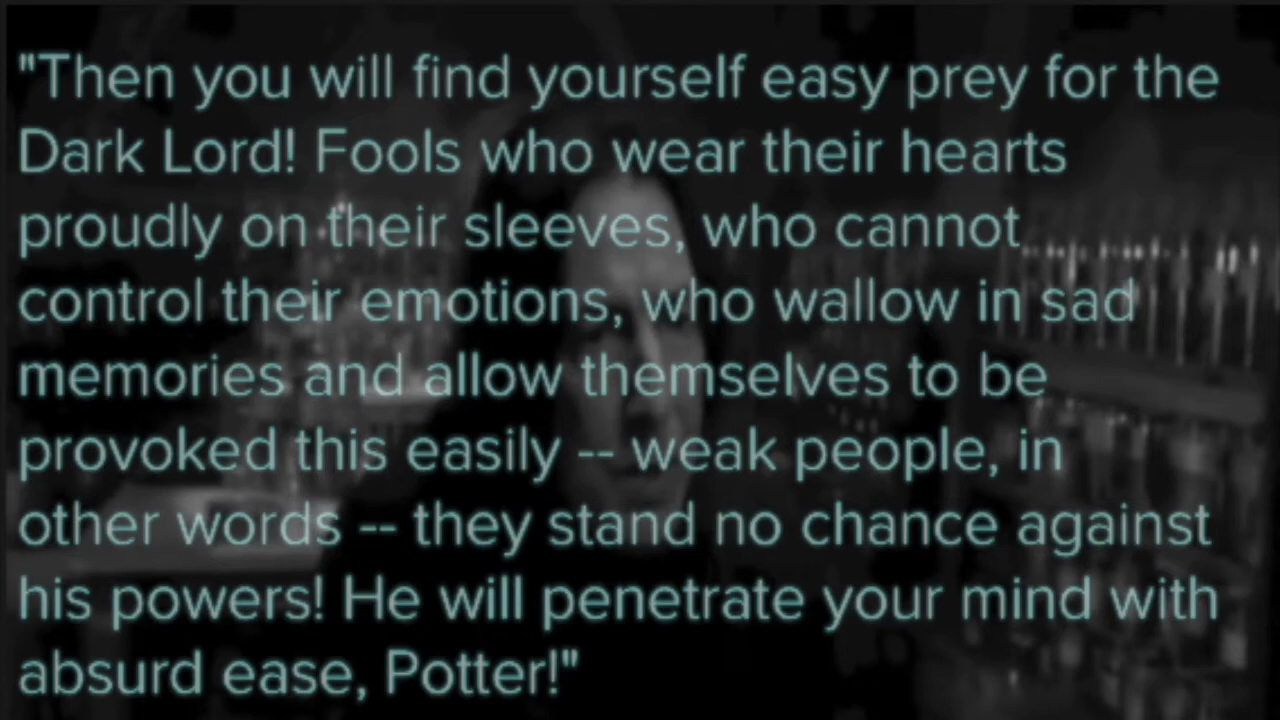 "Then you will find yourself easy prey for the
Dark Lord! Fools who wear their hearts
proudly on their sleeves, who cannot
control their emotions, who wallow in sad
memories and allow themselves to be
provoked this easily -- weak people, in
other words -- they stand no chance against
his powers! He will penetrate your mind with
absurd ease, Potter!"